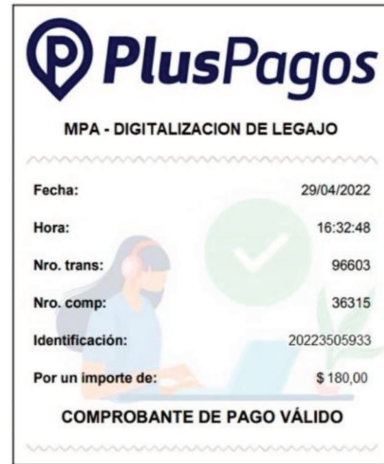 PlusPagos
MPA - DIGITALIZACION DE LEGAJO
Fecha: 29/04/2022
Hora: 16:32:48
Nro. trans: 96603
Nro. comp: 36315
Identificación: 20223505933
Por un importe de: $ 180,00
COMPROBANTE DE PAGO VÁLIDO